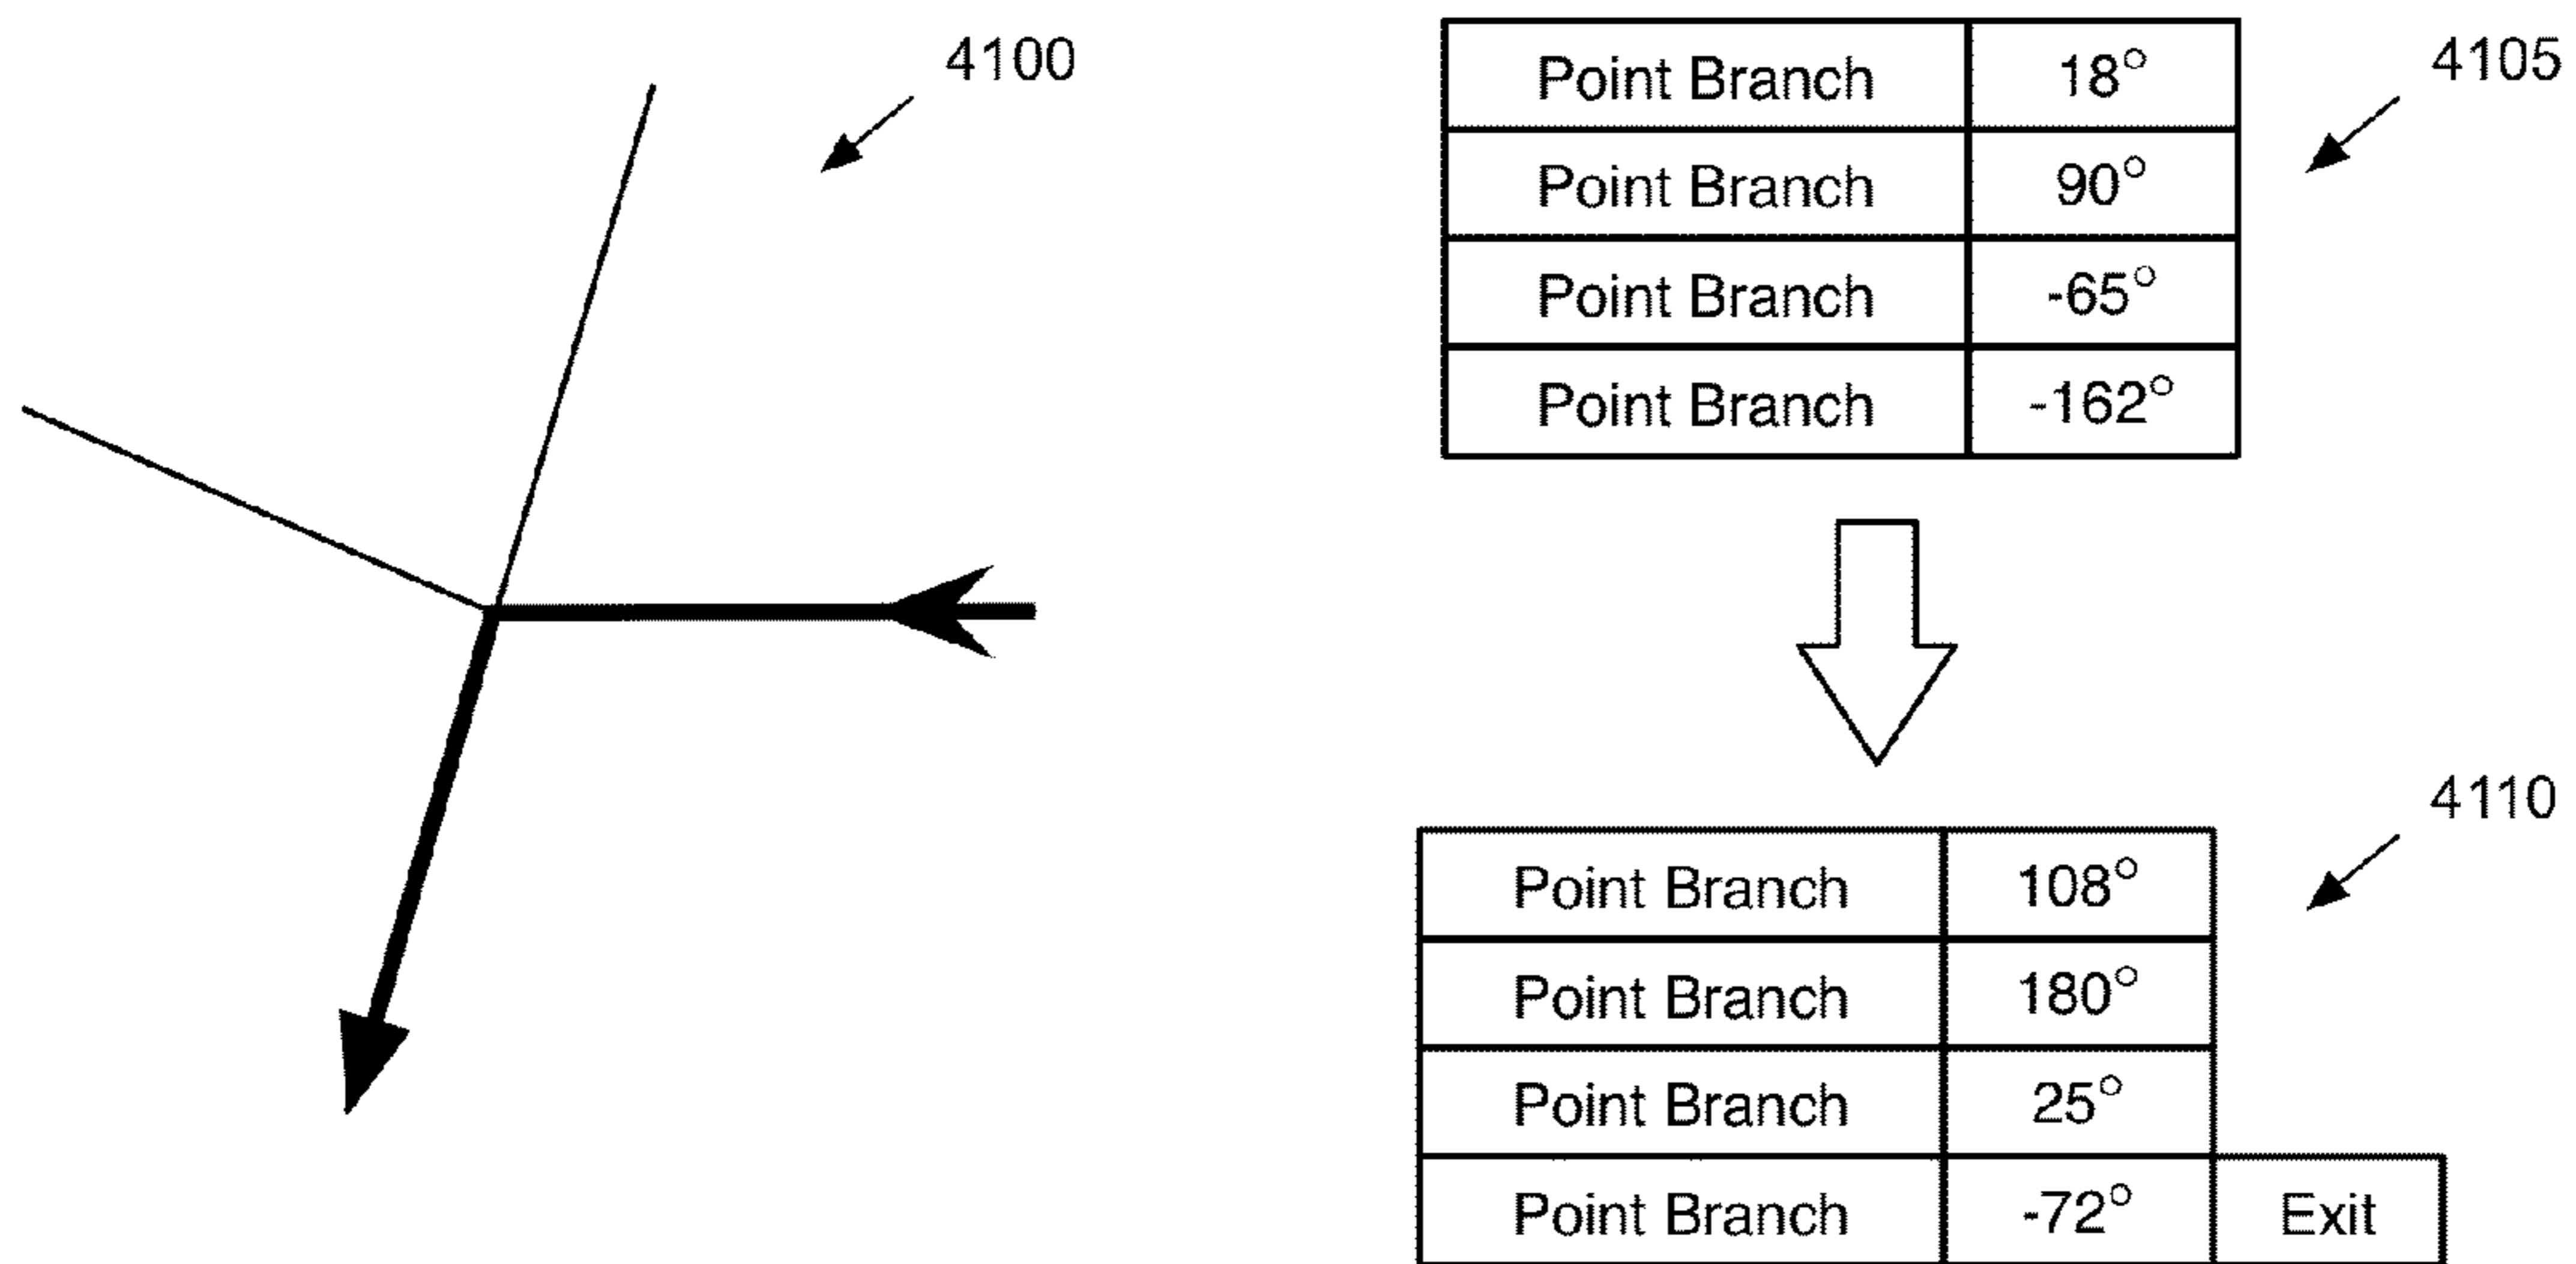 4100
Point Branch 18°
Point Branch 90°
Point Branch -65°
Point Branch -162°
4105
Point Branch 108°
Point Branch 180°
Point Branch 25°
Point Branch -72° Exit
4110